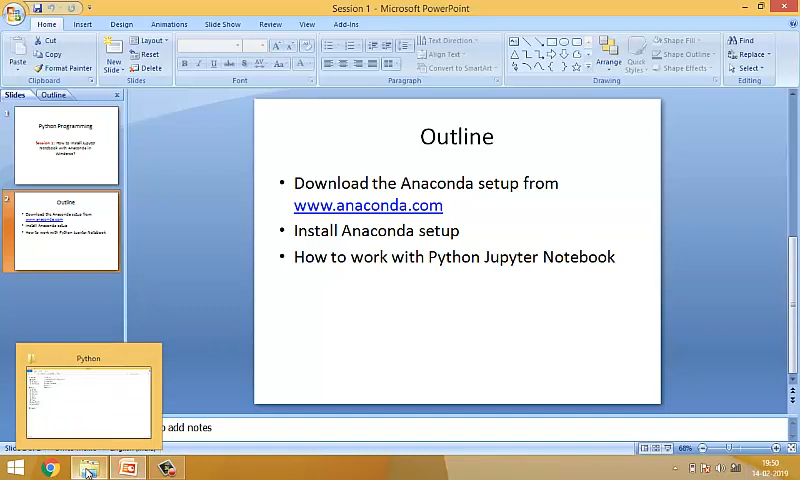 Session 1 - Microsoft PowerPoint
Home Insert Design Animations Slide Show Review View Add-Ins
Paste
Cut
Copy
Format Painter
Clipboard
New
Slide
Layout
Reset
Delete
Slides
Font
Text Direction
Align Text
Convert to SmartArt
Paragraph
Arrange
Quick
Styles
Shape Fill
Shape Outline
Shape Effects
Drawing
Find
Replace
Select
Editing
Slides Outline
1
Python Programming
Session 1: How to install Jupyter
Notebook with Anaconda in
Windows?
2
Outline
Download the Anaconda setup from
www.anaconda.com
Install Anaconda setup
How to work with Python Jupyter Notebook
Outline
• Download the Anaconda setup from
www.anaconda.com
• Install Anaconda setup
• How to work with Python Jupyter Notebook
Python
add notes
68%
19:50
14-02-2019